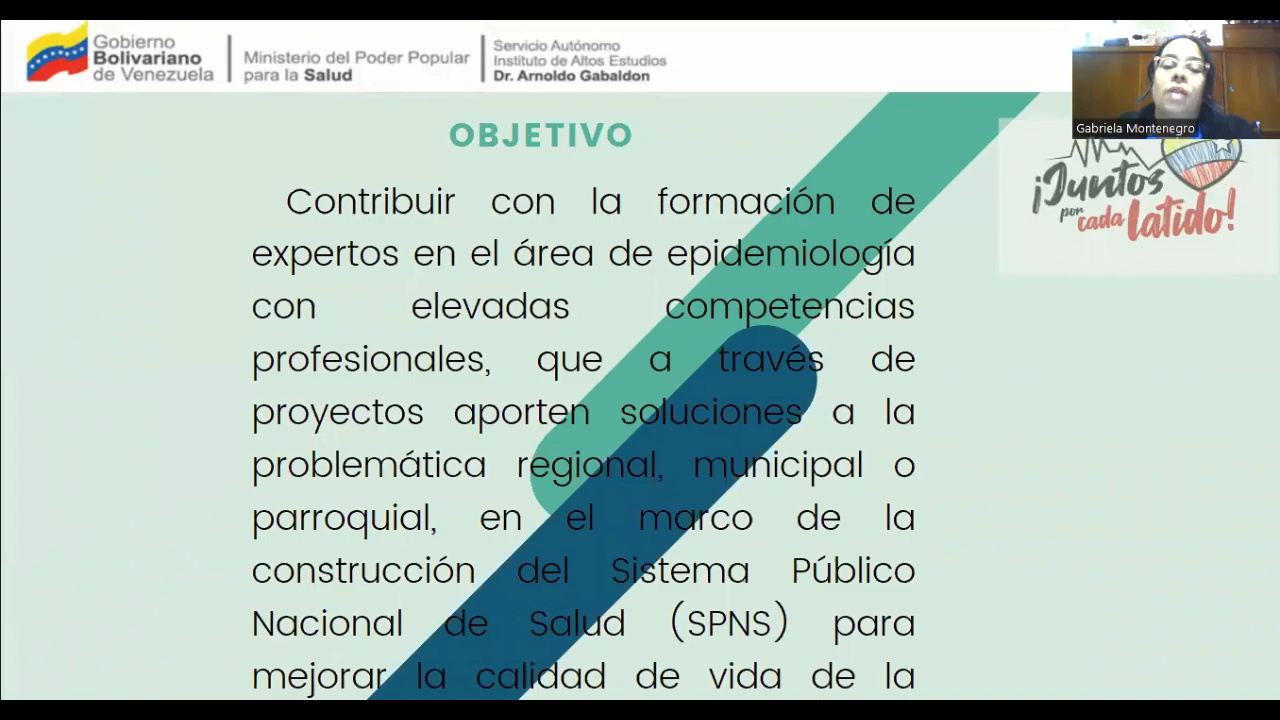 Gobierno
Bolivariano
de Venezuela
Ministerio del Poder Popular
para la Salud
Servicio Autónomo
Instituto de Altos Estudios
Dr. Arnoldo Gabaldon
Gabriela Montenegro
¡Juntos
por
cada latido!
OBJETIVO
Contribuir con la formación de
expertos en el área de epidemiología
con elevadas competencias
profesionales, que a través de
proyectos aporten soluciones a la
problemática regional, municipal o
parroquial, en el marco de la
construcción del Sistema Público
Nacional de Salud (SPNS) para
mejorar la calidad de vida de la